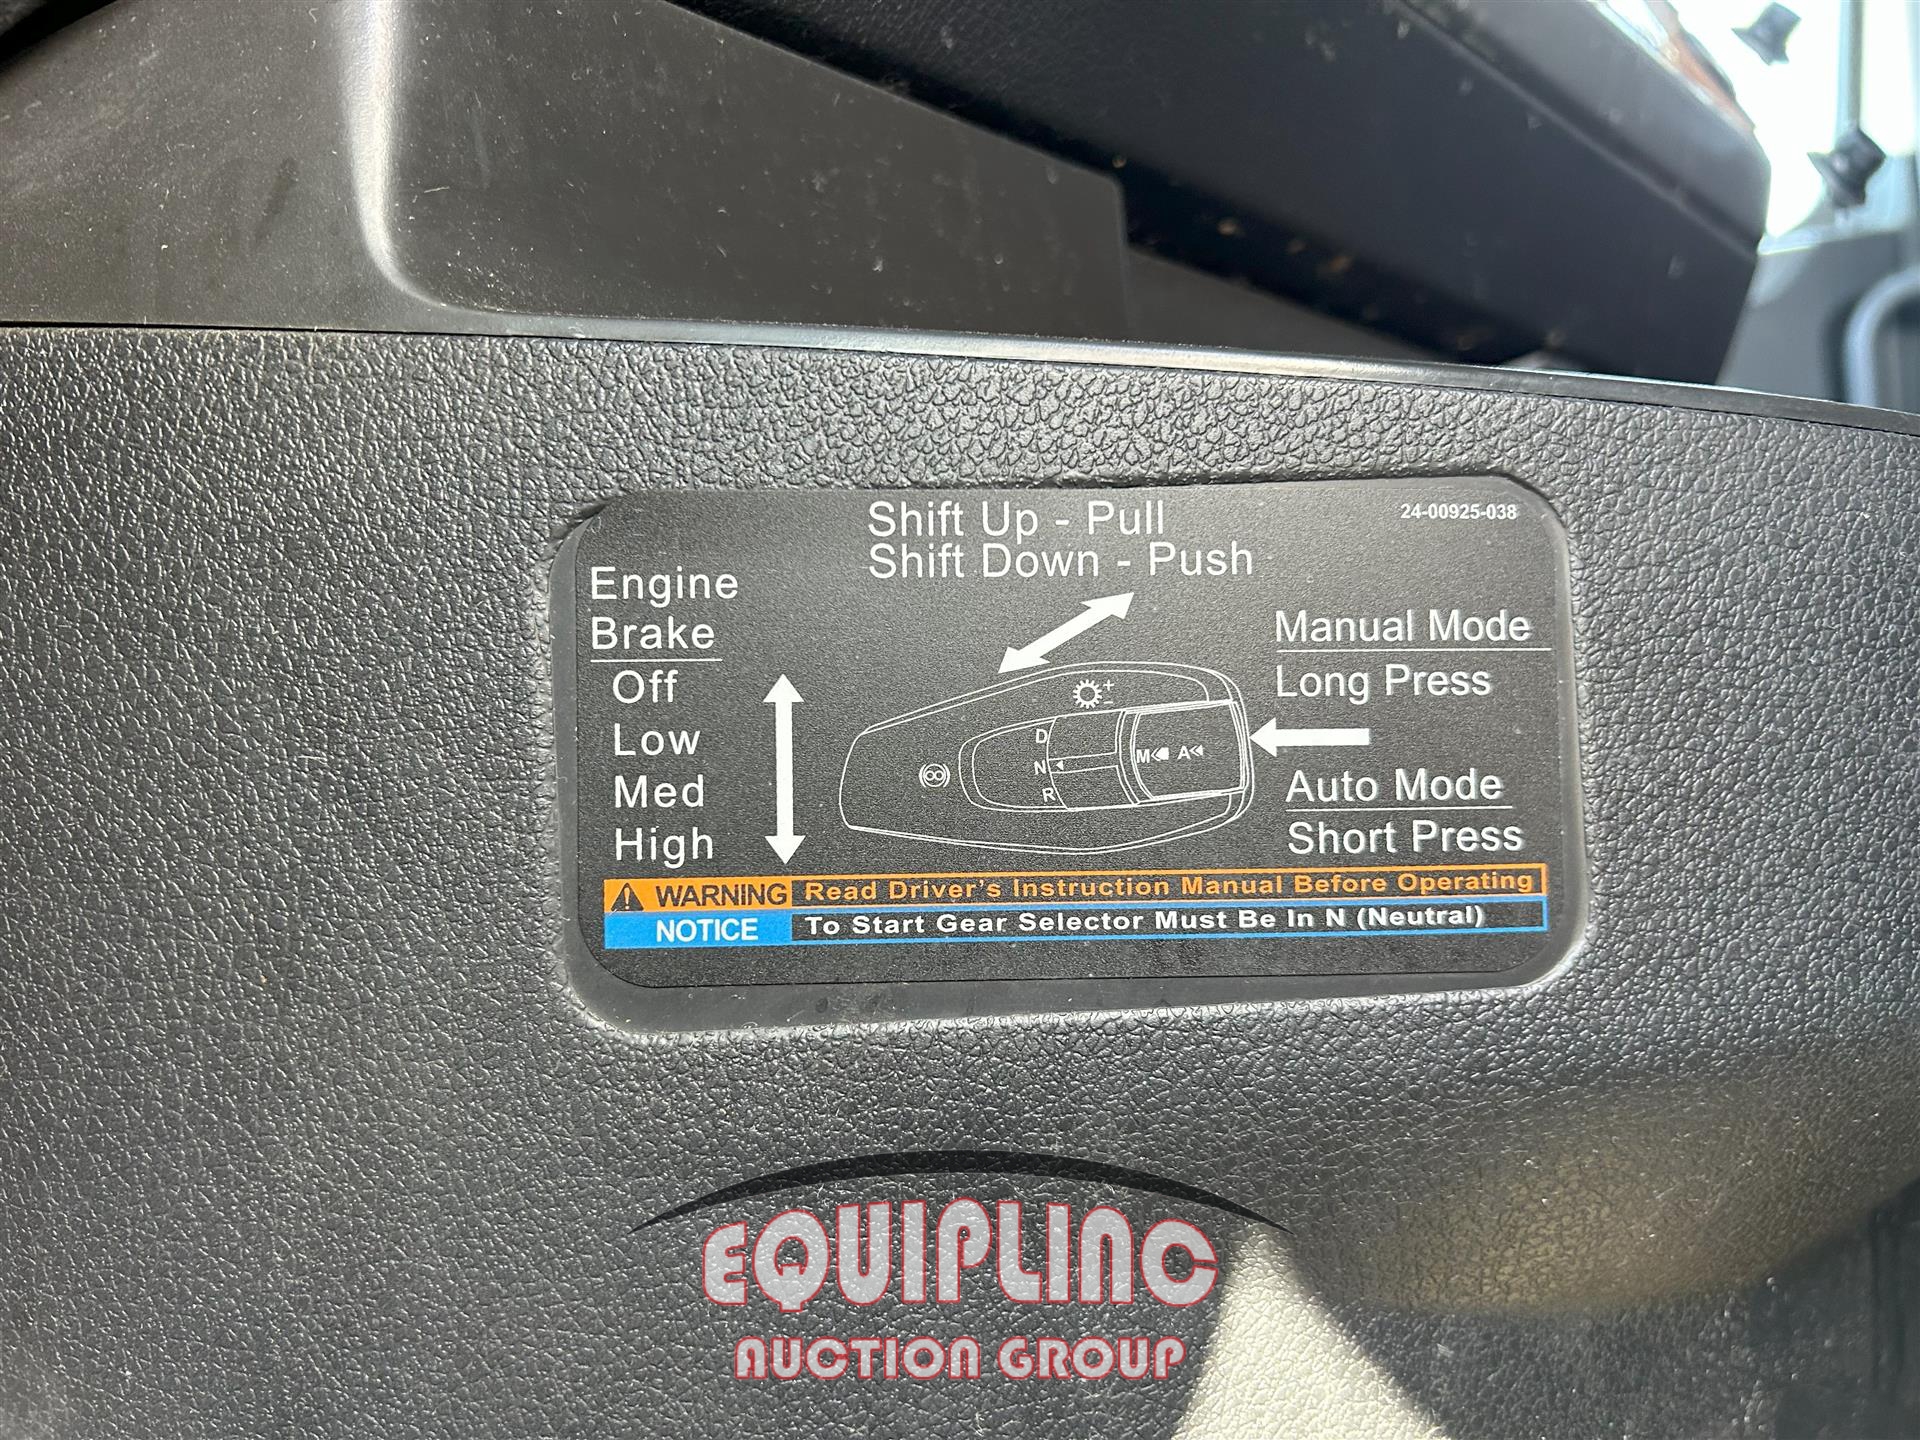 Shift Up - Pull
Shift Down - Push
24-00925-038
Engine
Brake
Off
Low
Med
High
Manual Mode
Long Press
Auto Mode
Short Press
+
-
D
N
R
M A
WARNING Read Driver's Instruction Manual Before Operating
NOTICE To Start Gear Selector Must Be In N (Neutral)
EQUIPLINC
AUCTION GROUP